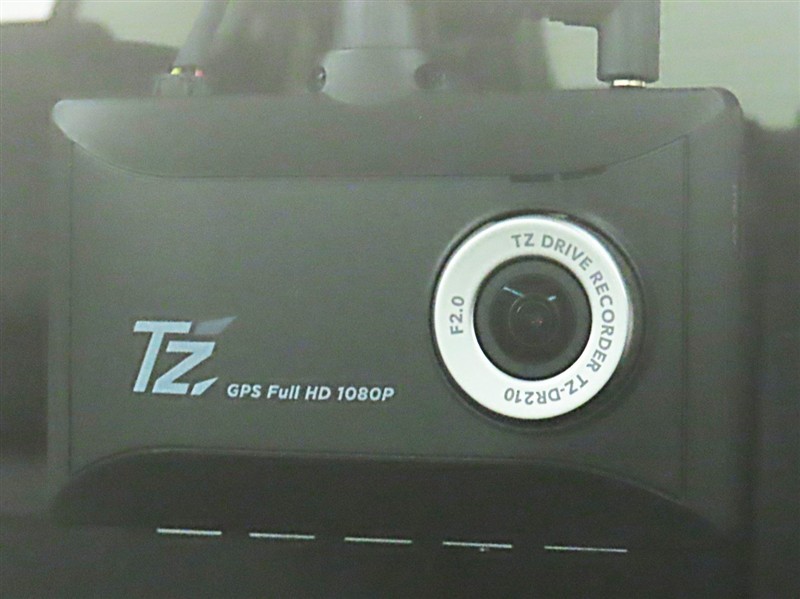 TZ DRIVE RECORDER TZ-DR210
F2.0
TZ
GPS Full HD 1080P